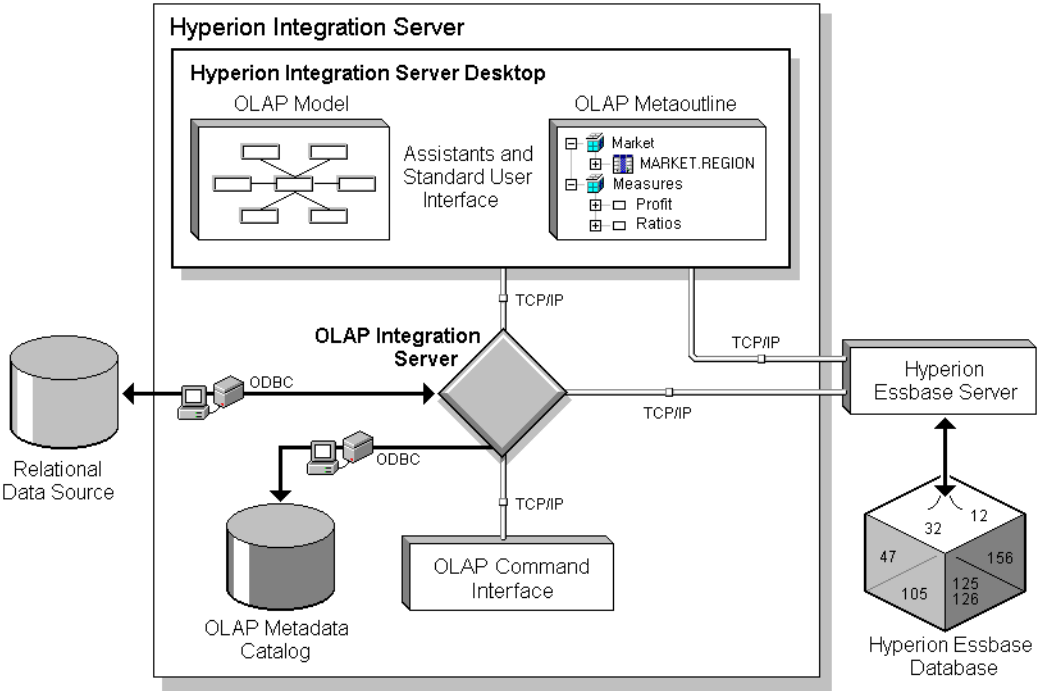 Hyperion Integration Server
Hyperion Integration Server Desktop
OLAP Model
OLAP Metaoutline
Assistants and
Standard User
Interface
Market
MARKET.REGION
Measures
Profit
Ratios
TCP/IP
OLAP Integration
Server
TCP/IP
Hyperion
Essbase Server
ODBC
TCP/IP
Relational
Data Source
ODBC
TCP/IP
OLAP Command
Interface
OLAP Metadata
Catalog
32
12
47
105
156
125
126
Hyperion Essbase
Database